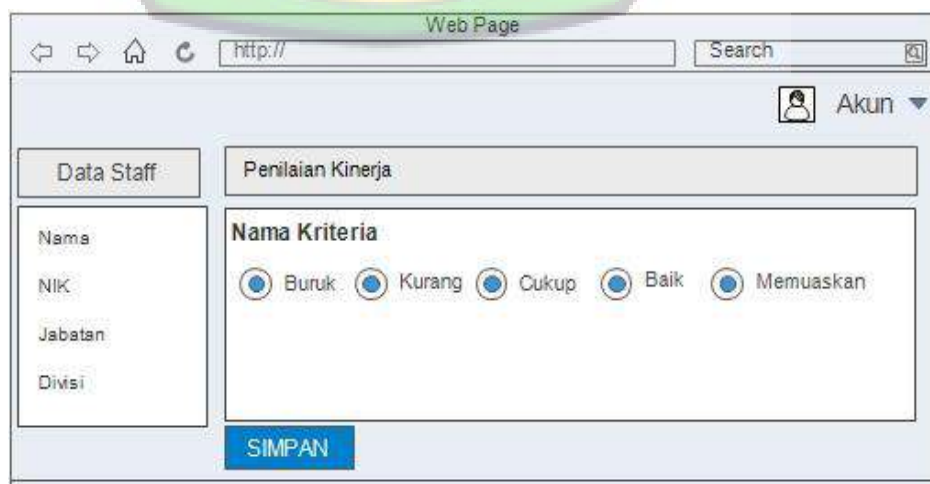 Web Page
http://
Search
Akun
Data Staff
Penilaian Kinerja
Nama
NIK
Jabatan
Divisi
Nama Kriteria
Buruk Kurang Cukup Baik Memuaskan
SIMPAN